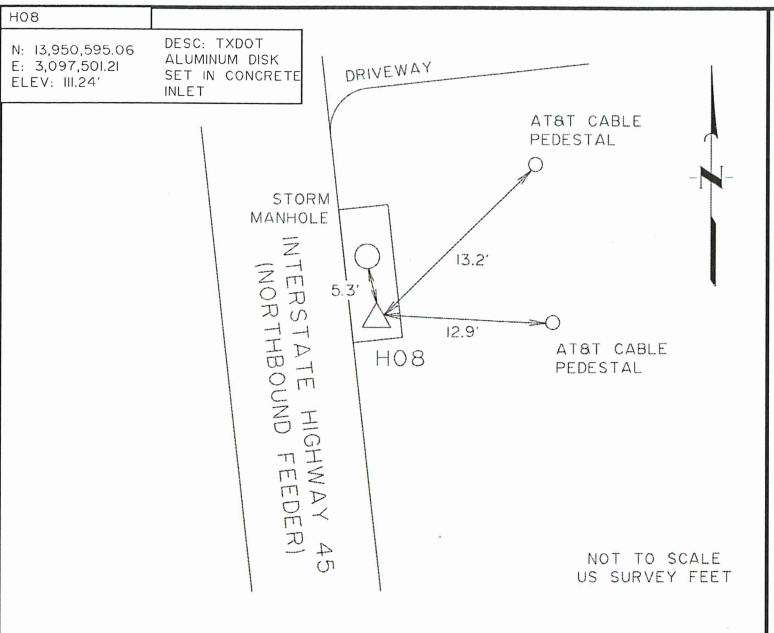 HO8
N: 13,950,595.06
E: 3,097,501.21
ELEV: 111.24'
DESC: TXDOT
ALUMINUM DISK
SET IN CONCRETE
INLET
DRIVEWAY
AT&T CABLE
PEDESTAL
N
STORM
MANHOLE
13.2'
5.3'
12.9'
HO8
AT&T CABLE
PEDESTAL
INTERSTATE HIGHWAY 45
(NORTHBOUND FEEDER)
NOT TO SCALE
US SURVEY FEET